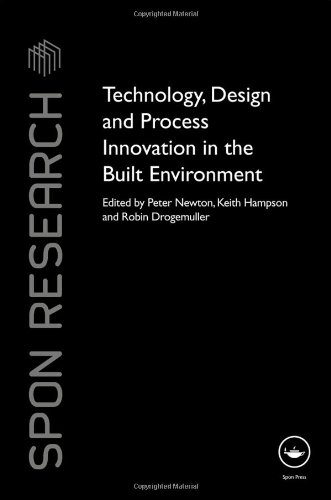 SPON RESEARCH
Technology, Design
and Process
Innovation in the
Built Environment
Edited by Peter Newton, Keith Hampson
and Robin Drogemuller
Spon Press